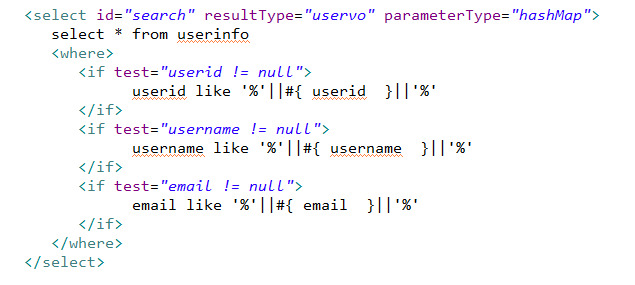 <select id="search" resultType="uservo" parameterType="hashMap">
select * from userinfo
<where>
<if test="userid != null">
userid like '%'||#{ userid  }||'%'
</if>
<if test="username != null">
username like '%'||#{ username  }||'%'
</if>
<if test="email != null">
email like '%'||#{ email  }||'%'
</if>
</where>
</select>